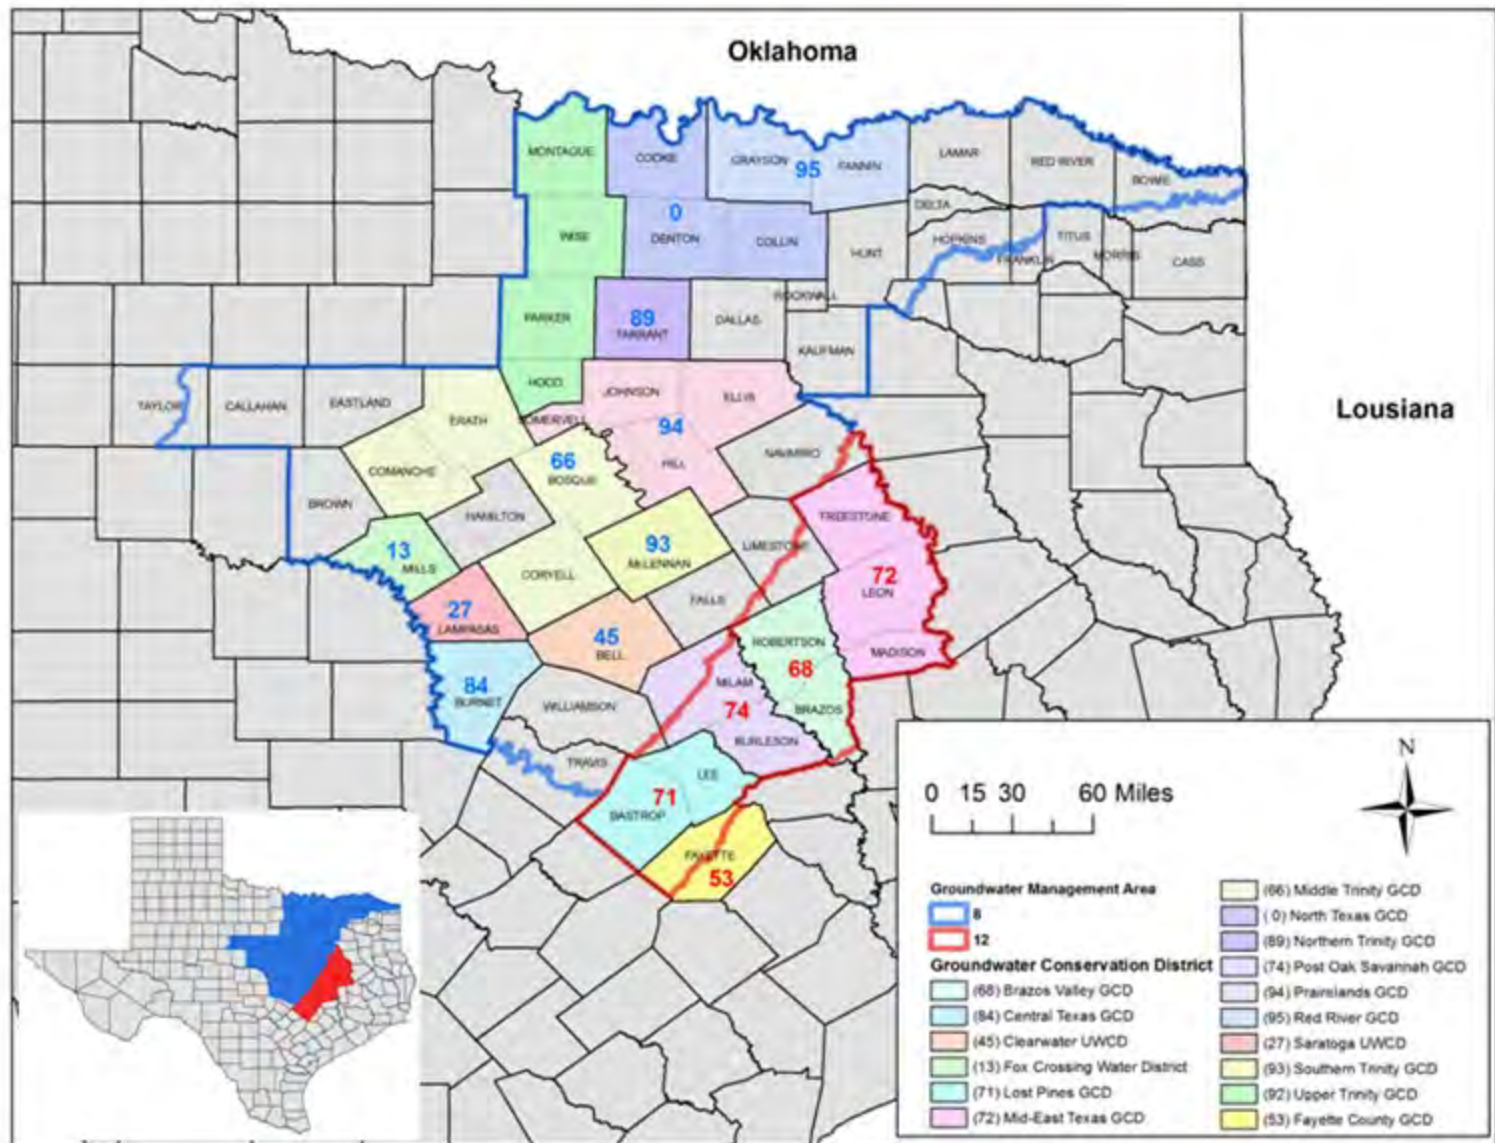 Oklahoma
MONTAGUE
COOKE
GRAYSON
FANNIN
95
LAMAR
RED RIVER
BOWIE
DELTA
0
WISE
DENTON
COLLIN
HUNT
HOPKINS
FRANKLIN
TITUS
MORRIS
CASS
ROCKWALL
PARKER
89
TARRANT
DALLAS
KAUFMAN
HOOD
JOHNSON
ELLIS
TAYLOR
CALLAHAN
EASTLAND
ERATH
SOMERVELL
94
HILL
NAVARRO
Lousiana
COMANCHE
66
BOSQUE
BROWN
HAMILTON
FREESTONE
13
MILLS
CORYELL
93
McLENNAN
LIMESTONE
72
LEON
27
LAMPASAS
FALLS
45
BELL
ROBERTSON
68
MADISON
84
BURNET
WILLIAMSON
MILAM
74
BRAZOS
BURLESON
TRAVIS
LEE
71
BASTROP
FAYETTE
53
N
0 15 30 60 Miles
Groundwater Management Area
8
12
Groundwater Conservation District
(68) Brazos Valley GCD
(84) Central Texas GCD
(45) Clearwater UWCD
(13) Fox Crossing Water District
(71) Lost Pines GCD
(72) Mid-East Texas GCD
(66) Middle Trinity GCD
( 0) North Texas GCD
(89) Northern Trinity GCD
(74) Post Oak Savannah GCD
(94) Prairielands GCD
(95) Red River GCD
(27) Saratoga UWCD
(93) Southern Trinity GCD
(92) Upper Trinity GCD
(53) Fayette County GCD